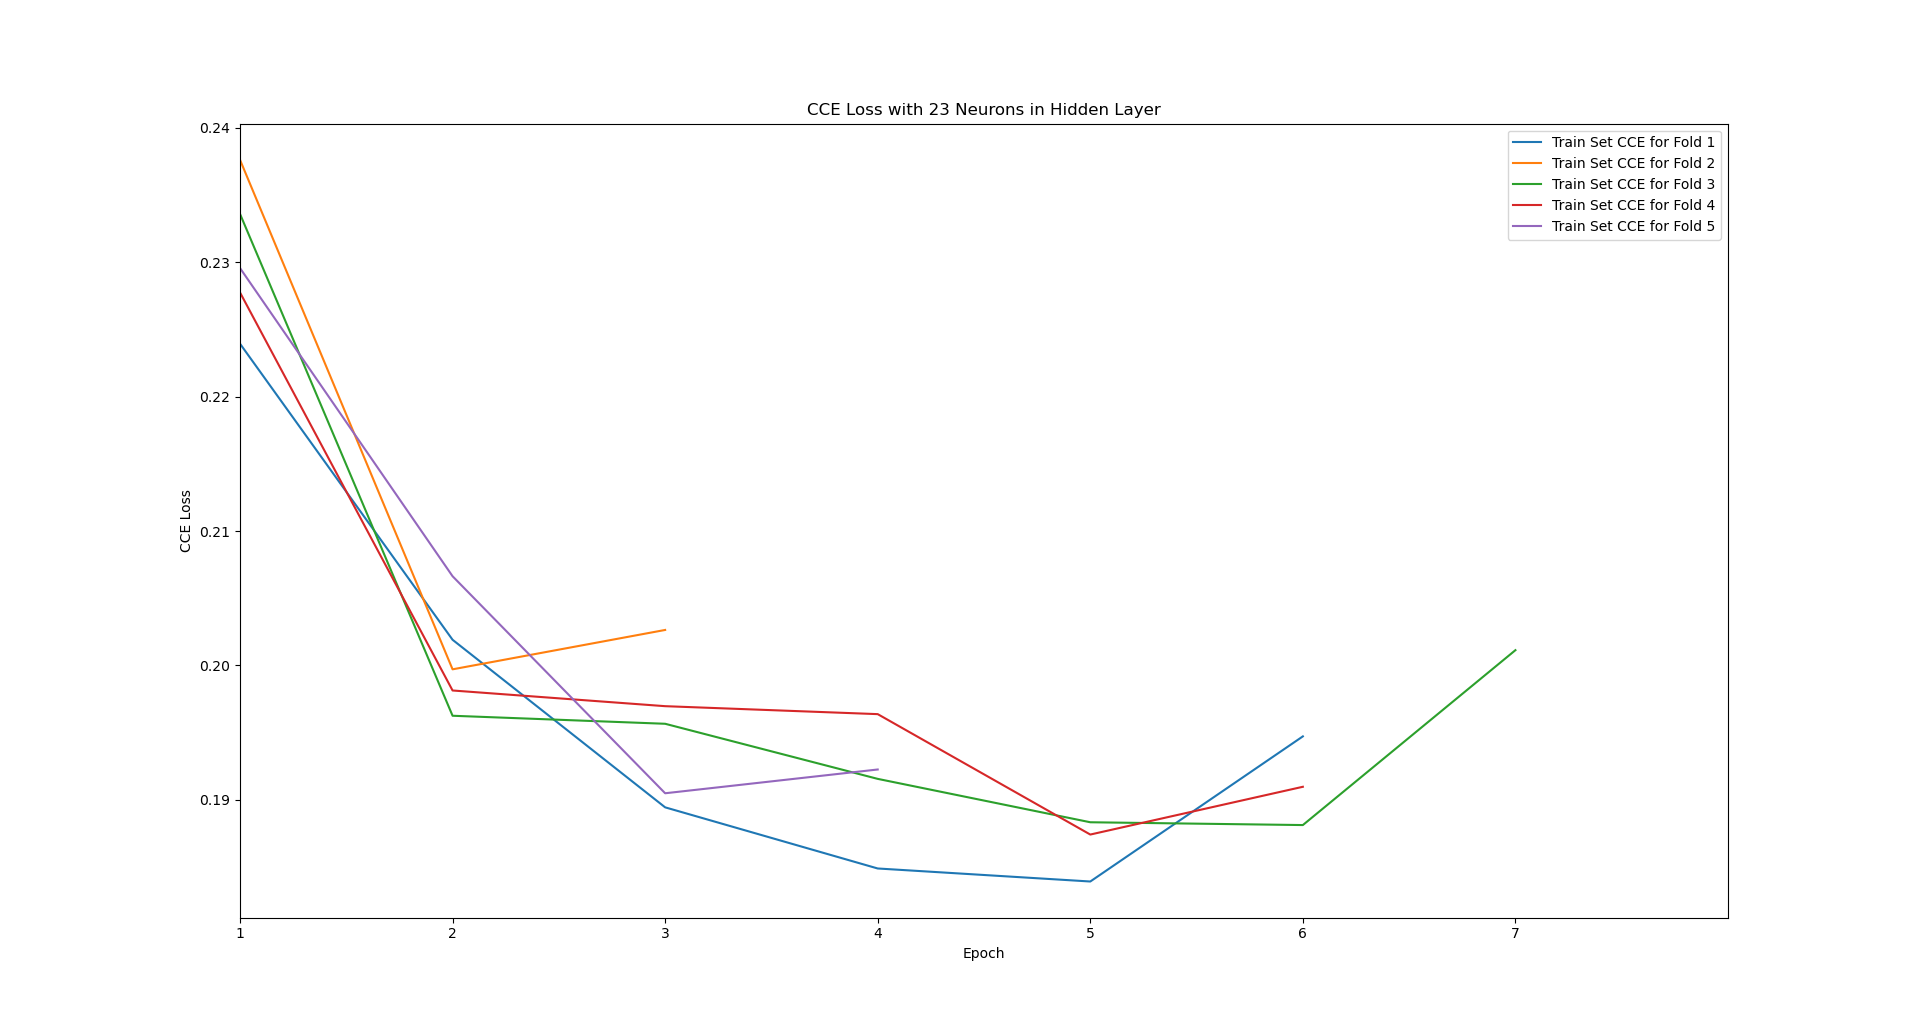 CCE Loss with 23 Neurons in Hidden Layer
0.24
0.23
0.22
0.21
0.20
0.19
CCE Loss
Train Set CCE for Fold 1
Train Set CCE for Fold 2
Train Set CCE for Fold 3
Train Set CCE for Fold 4
Train Set CCE for Fold 5
1 2 3 4 5 6 7
Epoch